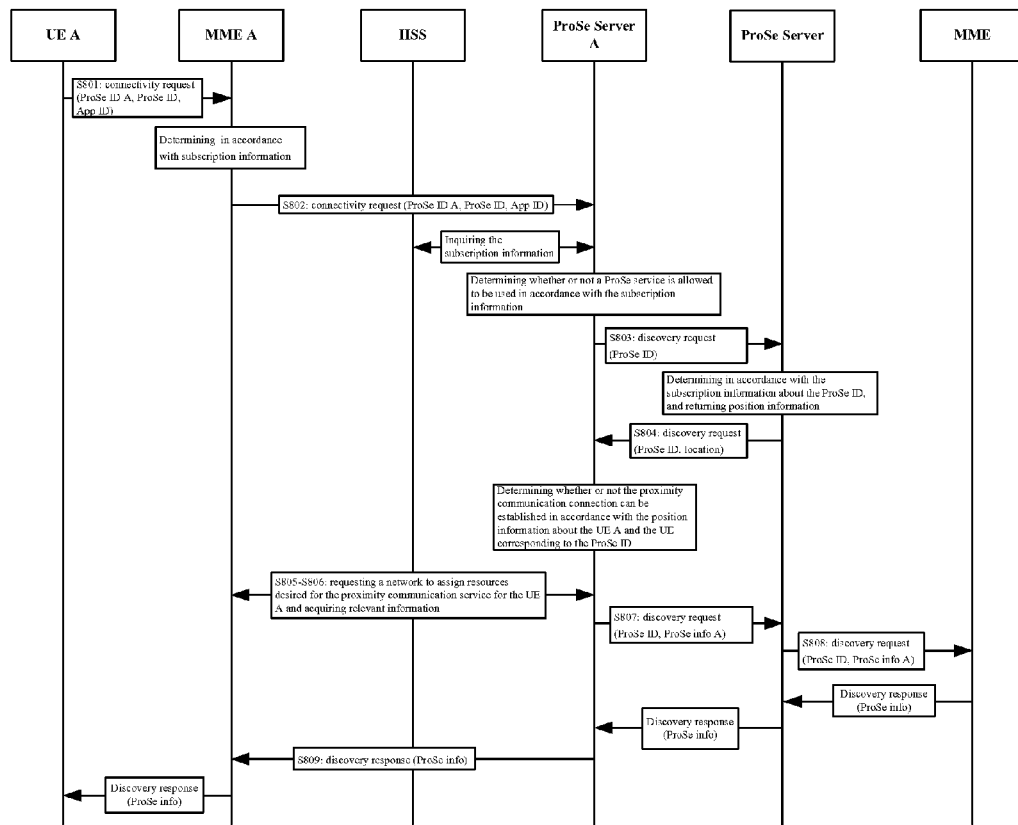 UE A
MME A
HSS
ProSe Server
A
ProSe Server
MME
S801: connectivity request
(ProSe ID A, ProSe ID,
App ID)
Determining in accordance
with subscription information
S802: connectivity request (ProSe ID A, ProSe ID, App ID)
Inquiring the
subscription information
Determining whether or not a ProSe service is allowed
to be used in accordance with the subscription
information
S803: discovery request
(ProSe ID)
Determining in accordance with the
subscription information about the ProSe ID,
and returning position information
S804: discovery request
(ProSe ID, location)
Determining whether or not the proximity
communication connection can be
established in accordance with the position
information about the UE A and the UE
corresponding to the ProSe ID
S805-S806: requesting a network to assign resources
desired for the proximity communication service for the UE
A and acquiring relevant information
S807: discovery request
(ProSe ID, ProSe info A)
S808: discovery request
(ProSe ID, ProSe info A)
Discovery response
(ProSe info)
Discovery response
(ProSe info)
S809: discovery response (ProSe info)
Discovery response
(ProSe info)